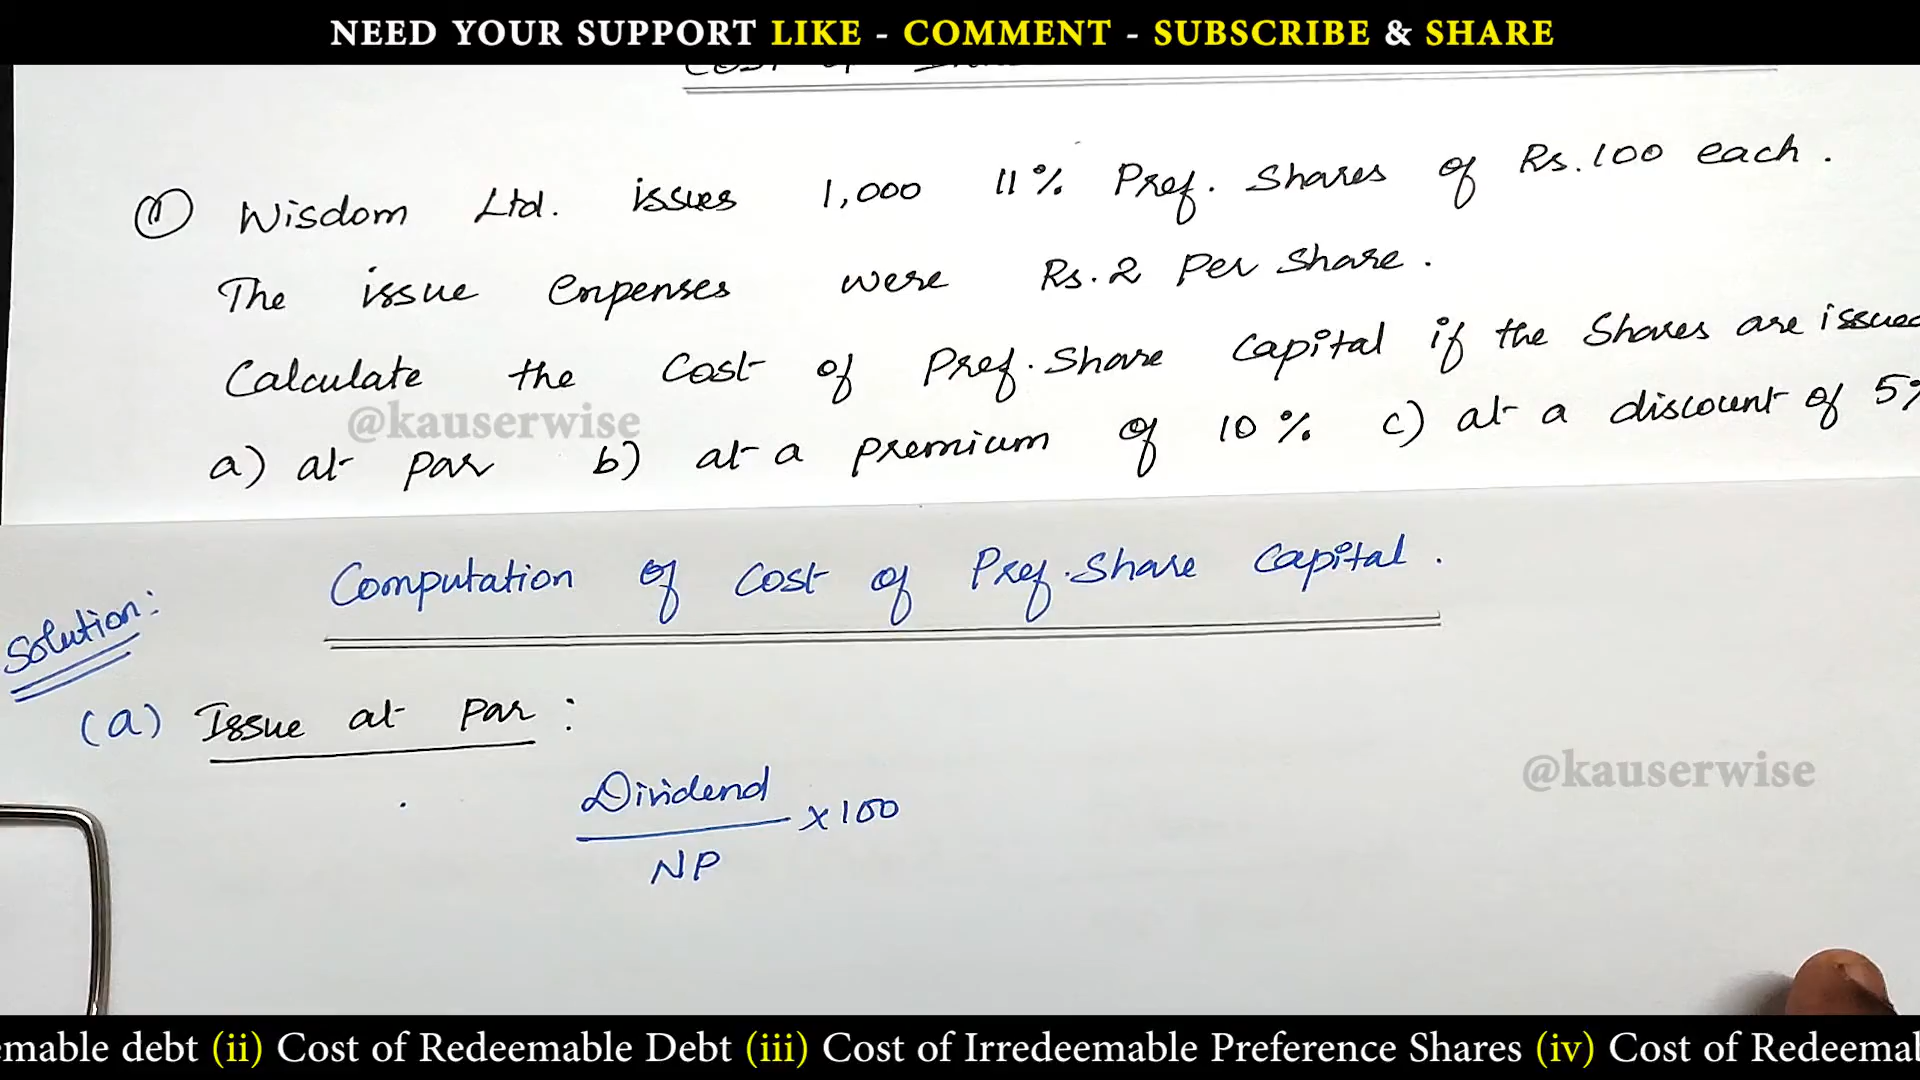 NEED YOUR SUPPORT LIKE - COMMENT - SUBSCRIBE & SHARE
① Wisdom Ltd. issues 1,000 11% Pref. Shares of Rs.100 each.
The issue expenses were Rs.2 Per Share.
Calculate the Cost of Pref. Share Capital if the Shares are issued
@kauserwise
a) at Par b) at a premium of 10% c) at a discount of 5%
Solution: Computation of Cost of Pref. Share Capital.
(a) Issue at Par :
@kauserwise
Dividend
x 100
NP
emable debt (ii) Cost of Redeemable Debt (iii) Cost of Irredeemable Preference Shares (iv) Cost of Redeemal